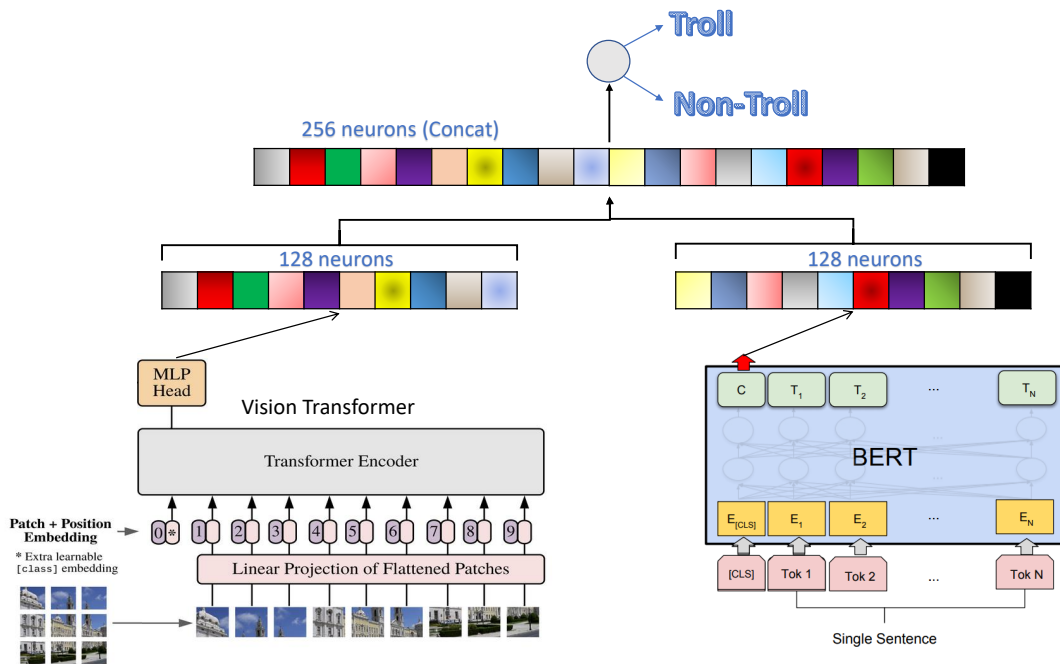 Troll
Non-Troll
256 neurons (Concat)
128 neurons
128 neurons
MLP
Head
Vision Transformer
Transformer Encoder
Patch + Position
Embedding
* Extra learnable
[class] embedding
0 * 1 2 3 4 5 6 7 8 9
Linear Projection of Flattened Patches
C T1 T2 ... TN
...
...
BERT
E[CLS] E1 E2 ... EN
[CLS] Tok 1 Tok 2 ... Tok N
Single Sentence